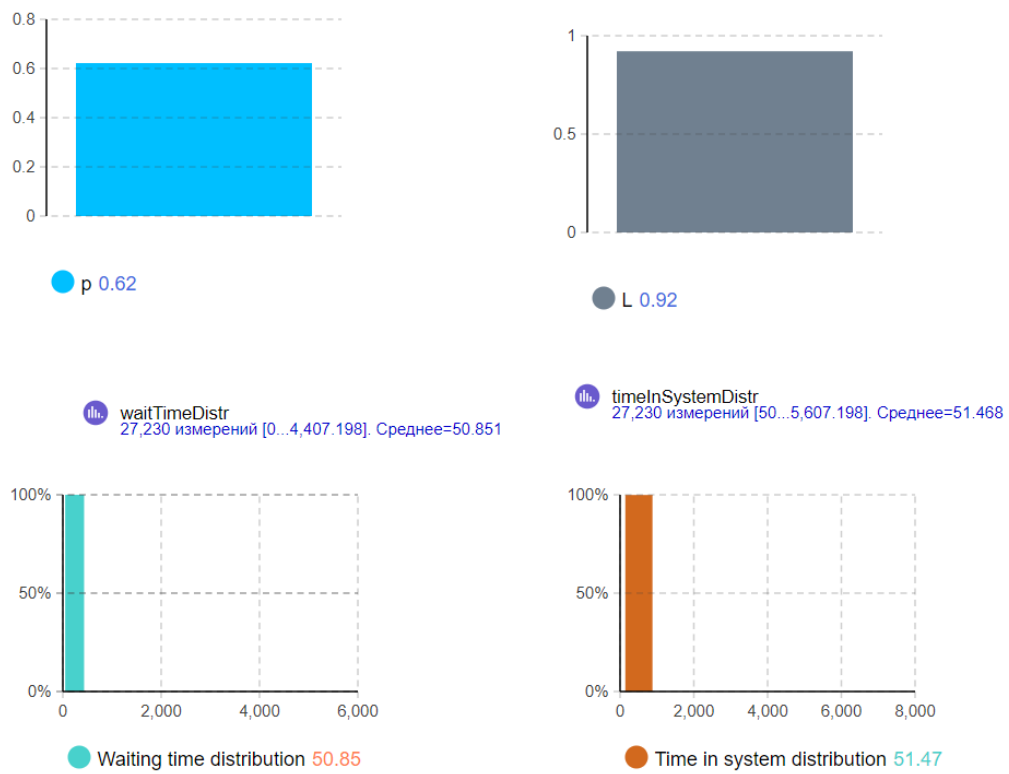 0.8
0.6
0.4
0.2
0
p 0.62
1
0.5
0
L 0.92
waitTimeDistr
27,230 измерений [0...4,407.198]. Среднее=50.851
timeInSystemDistr
27,230 измерений [50...5,607.198]. Среднее=51.468
100%
50%
0%
0 2,000 4,000 6,000
Waiting time distribution 50.85
100%
50%
0%
0 2,000 4,000 6,000 8,000
Time in system distribution 51.47